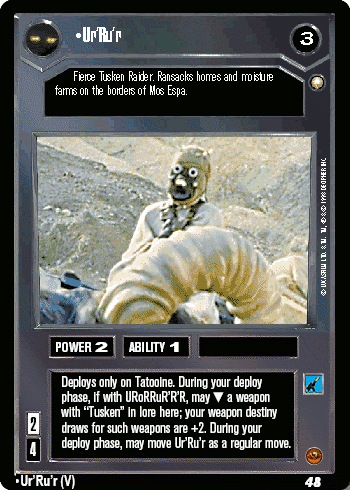 •Ur'Ru'r
3
Fierce Tusken Raider. Ransacks homes and moisture
farms on the borders of Mos Espa.
POWER 2
ABILITY 1
Deploys only on Tatooine. During your deploy
phase, if with URoRRuR'R'R, may ▼ a weapon
with “Tusken” in lore here; your weapon destiny
draws for such weapons are +2. During your
deploy phase, may move Ur'Ru'r as a regular move.
2
4
•Ur'Ru'r (V)
48